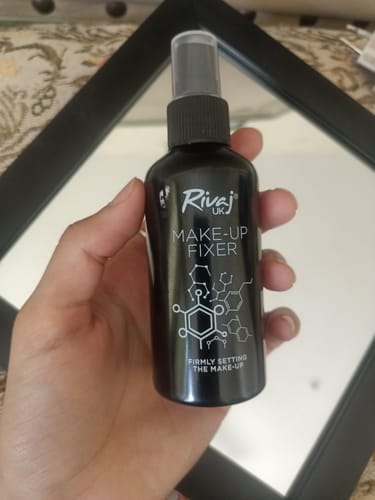 Rivaj®
UK
MAKE-UP
FIXER
FIRMLY SETTING
THE MAKE-UP